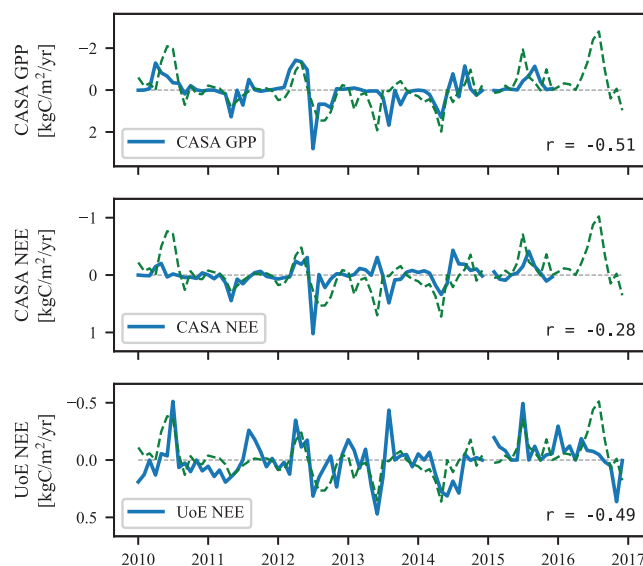 CASA GPP
[kgC/m²/yr]
−2
0
2
CASA GPP
r = -0.51
CASA NEE
[kgC/m²/yr]
−1
0
1
CASA NEE
r = -0.28
UoE NEE
[kgC/m²/yr]
−0.5
0.0
0.5
UoE NEE
r = -0.49
2010 2011 2012 2013 2014 2015 2016 2017